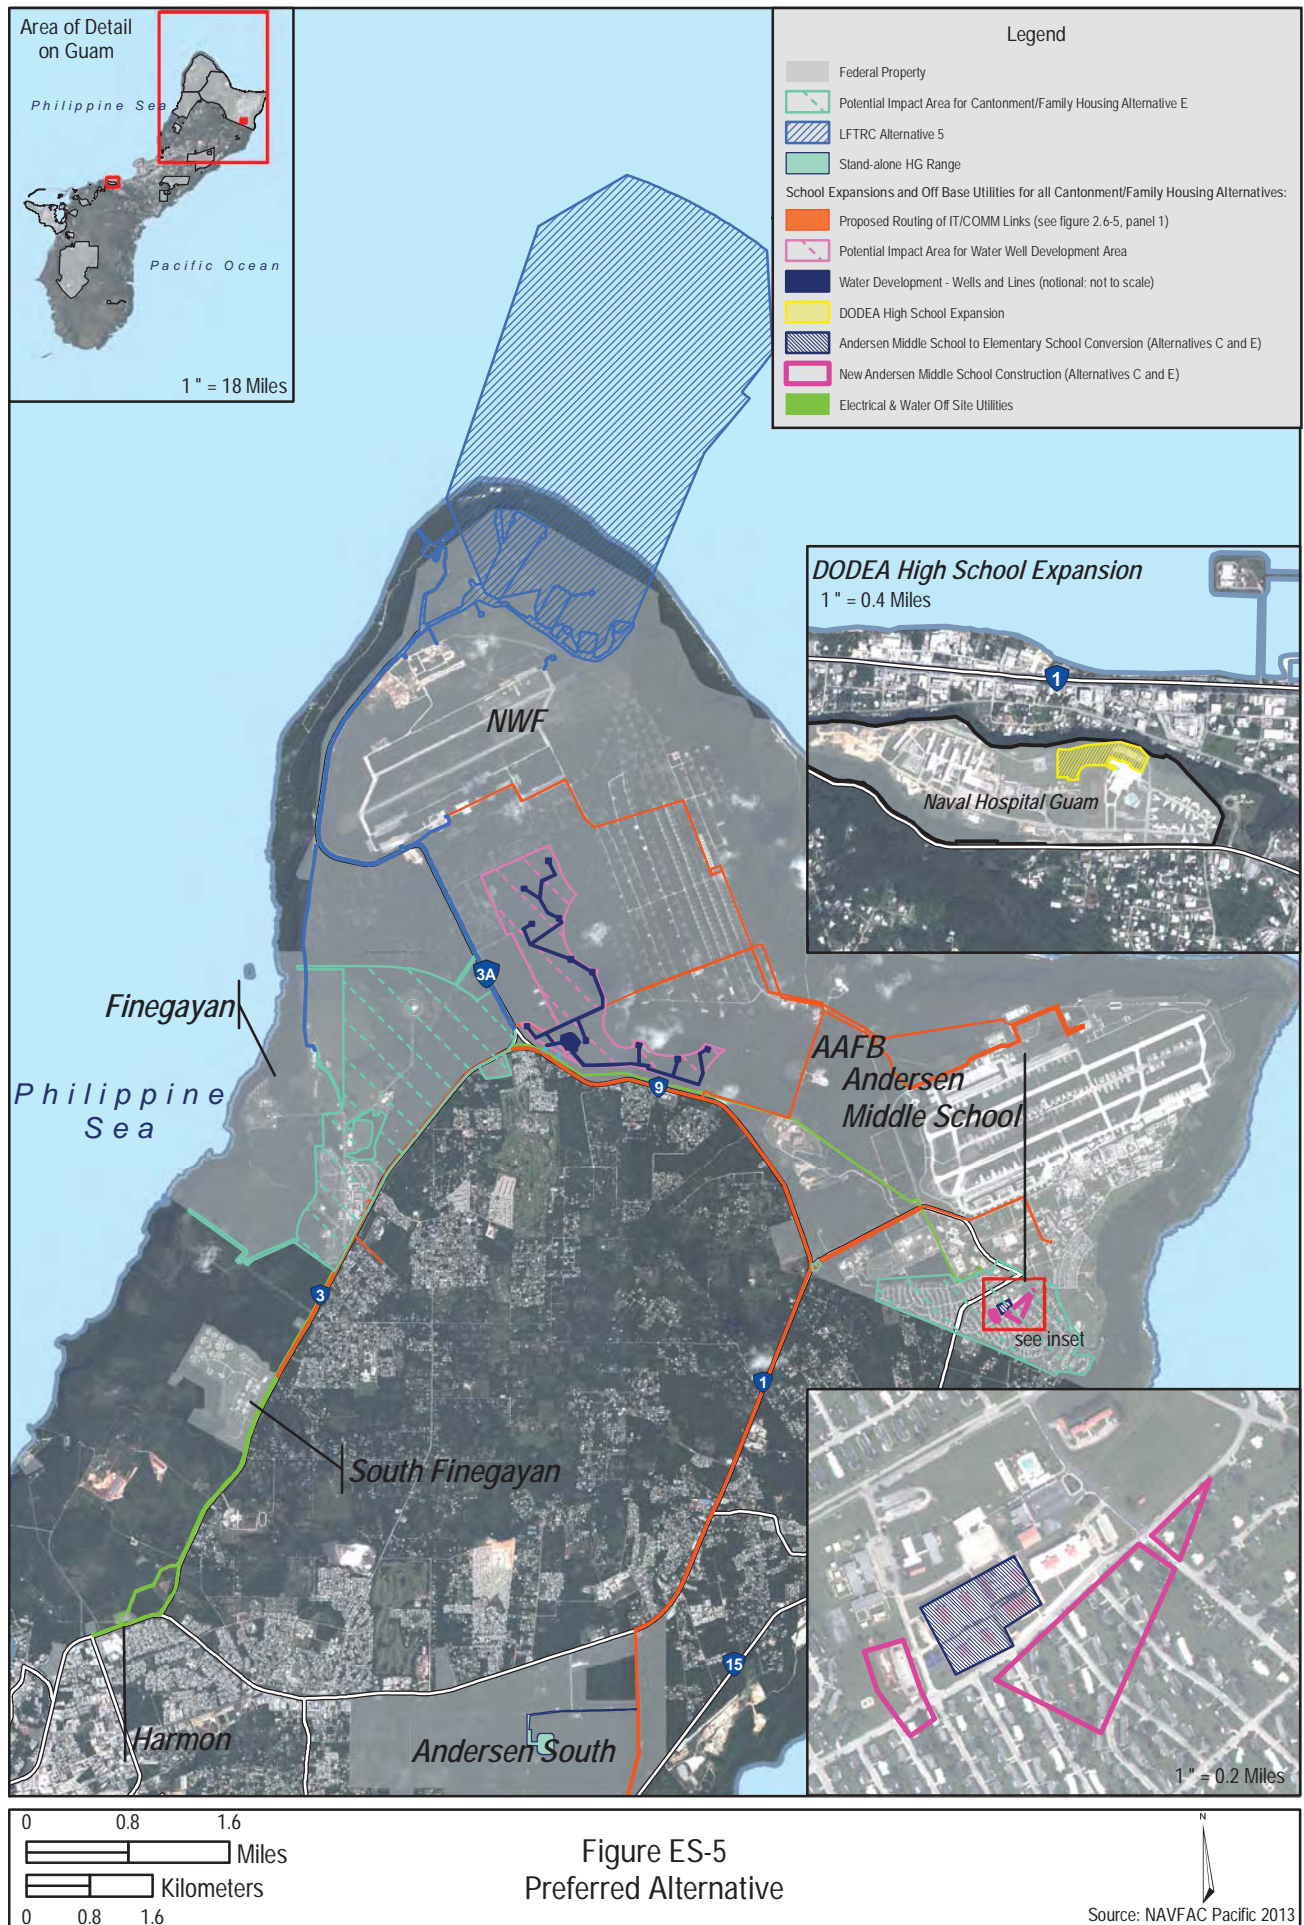 Area of Detail
on Guam
Philippine Sea
Pacific Ocean
1 " = 18 Miles
Legend
Federal Property
Potential Impact Area for Cantonment/Family Housing Alternative E
LFTRC Alternative 5
Stand-alone HG Range
School Expansions and Off Base Utilities for all Cantonment/Family Housing Alternatives:
Proposed Routing of IT/COMM Links (see figure 2.6-5, panel 1)
Potential Impact Area for Water Well Development Area
Water Development - Wells and Lines (notional; not to scale)
DODEA High School Expansion
Andersen Middle School to Elementary School Conversion (Alternatives C and E)
New Andersen Middle School Construction (Alternatives C and E)
Electrical & Water Off Site Utilities
DODEA High School Expansion
1 " = 0.4 Miles
1
Naval Hospital Guam
NWF
3A
Finegayan
Philippine
Sea
AAFB
Andersen
Middle School
9
3
see inset
1
South Finegayan
15
Harmon
Andersen South
1 " = 0.2 Miles
0 0.8 1.6
Miles
Kilometers
0 0.8 1.6
Figure ES-5
Preferred Alternative
N
Source: NAVFAC Pacific 2013